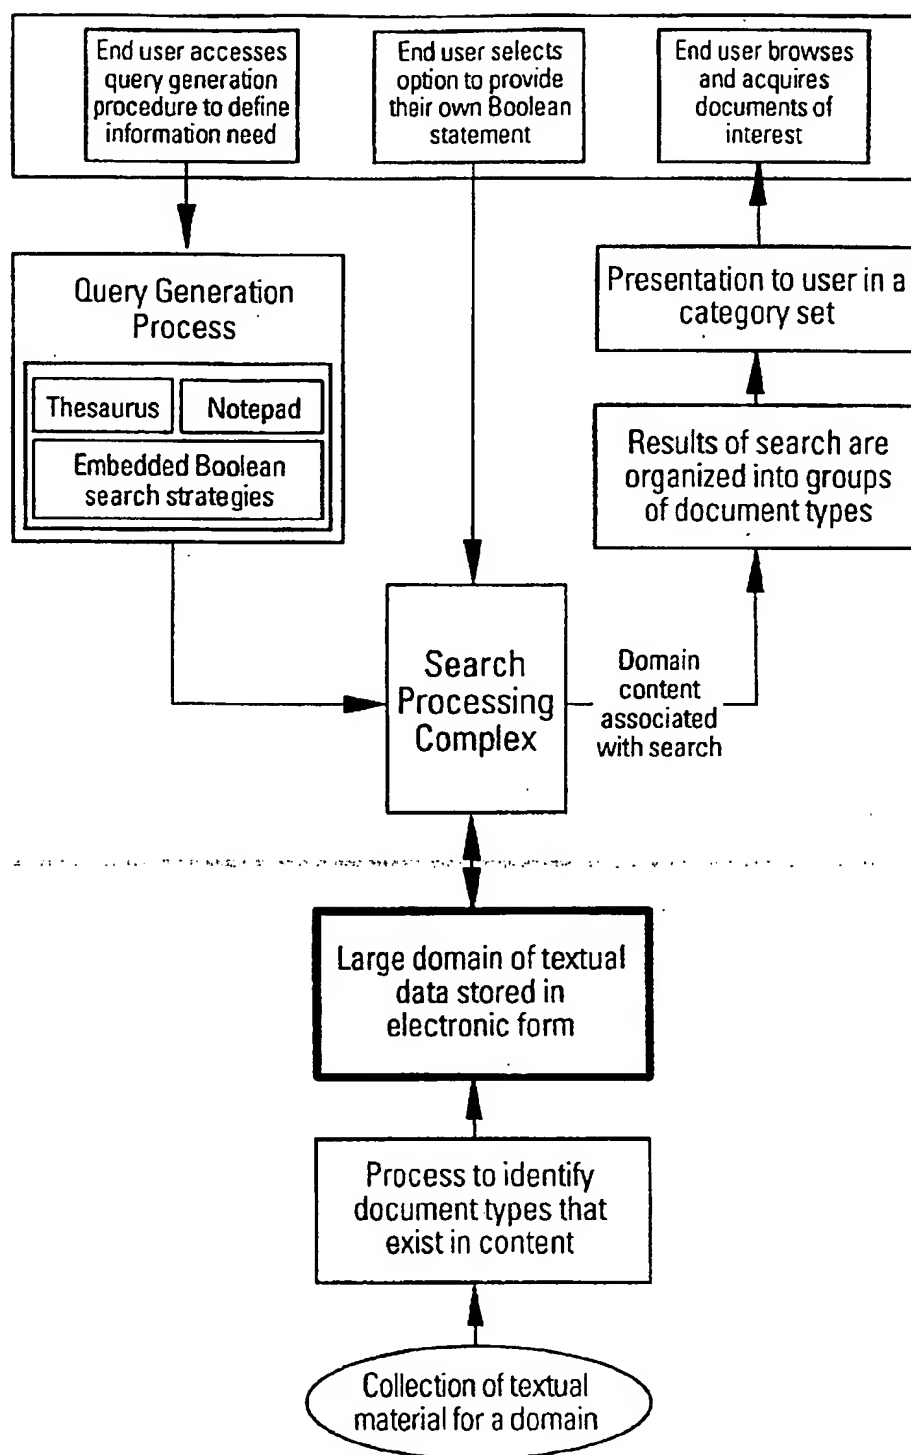 End user accesses
query generation
procedure to define
information need
End user selects
option to provide
their own Boolean
statement
End user browses
and acquires
documents of
interest
Query Generation
Process
Thesaurus
Notepad
Embedded Boolean
search strategies
Presentation to user in a
category set
Results of search are
organized into groups
of document types
Search
Processing
Complex
Domain
content
associated
with search
Large domain of textual
data stored in
electronic form
Process to identify
document types that
exist in content
Collection of textual
material for a domain